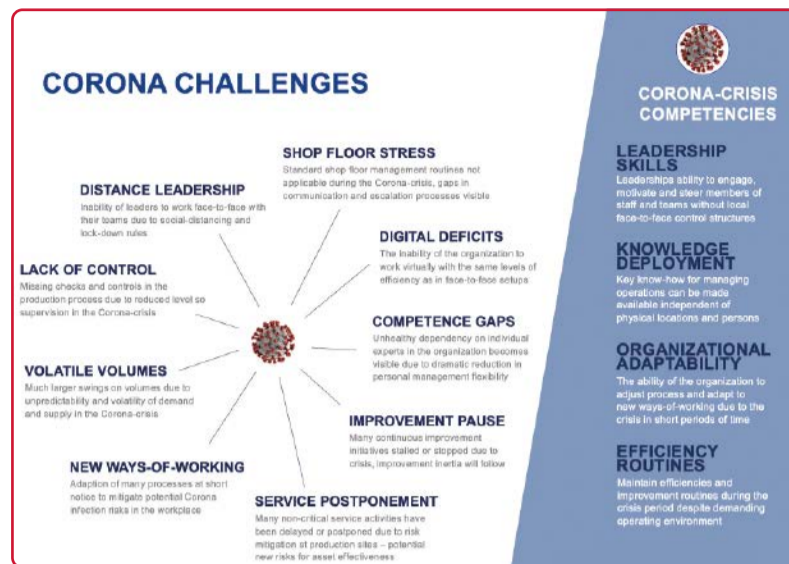 CORONA CHALLENGES
SHOP FLOOR STRESS
Standard shop floor management routines not
applicable during the Corona-crisis, gaps in
communication and escalation processes visible
DISTANCE LEADERSHIP
Inability of leaders to work face-to-face with
their teams due to social-distancing and
lock-down rules
DIGITAL DEFICITS
The inability of the organization to
work virtually with the same levels of
efficiency as in face-to-face setups
LACK OF CONTROL
Missing checks and controls in the
production process due to reduced level so
supervision in the Corona-crisis
COMPETENCE GAPS
Unhealthy dependency on individual
experts in the organization becomes
visible due to dramatic reduction in
personal management flexibility
VOLATILE VOLUMES
Much larger swings on volumes due to
unpredictability and volatility of demand
and supply in the Corona-crisis
IMPROVEMENT PAUSE
Many continuous improvement
initiatives stalled or stopped due to
crisis, improvement inertia will follow
NEW WAYS-OF-WORKING
Adaption of many processes at short
notice to mitigate potential Corona
infection risks in the workplace
SERVICE POSTPONEMENT
Many non-critical service activities have
been delayed or postponed due to risk
mitigation at production sites – potential
new risks for asset effectiveness
CORONA-CRISIS
COMPETENCIES
LEADERSHIP
SKILLS
Leaderships ability to engage,
motivate and steer members of
staff and teams without local
face-to-face control structures
KNOWLEDGE
DEPLOYMENT
Key know-how for managing
operations can be made
available independent of
physical locations and persons
ORGANIZATIONAL
ADAPTABILITY
The ability of the organization to
adjust process and adapt to
new ways-of-working due to the
crisis in short periods of time
EFFICIENCY
ROUTINES
Maintain efficiencies and
improvement routines during the
crisis period despite demanding
operating environment